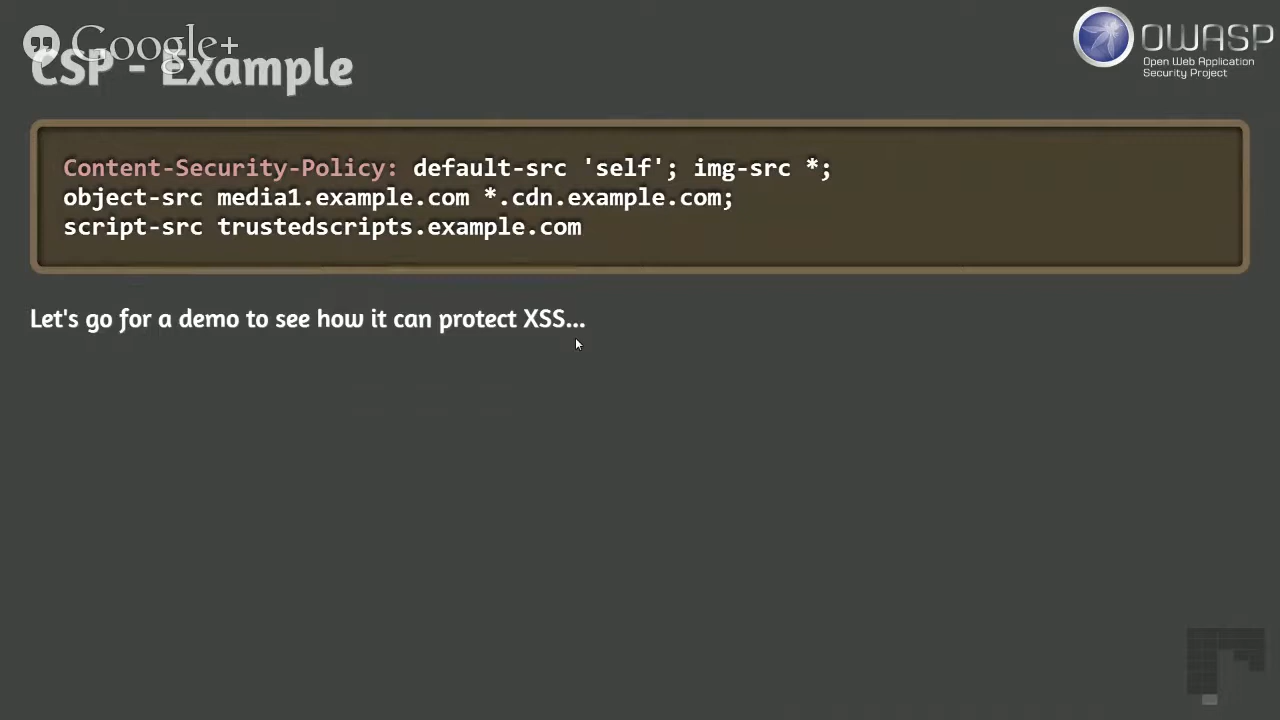 Google+
CSP - Example
OWASP
Open Web Application
Security Project
Content-Security-Policy: default-src 'self'; img-src *;
object-src media1.example.com *.cdn.example.com;
script-src trustedscripts.example.com
Let's go for a demo to see how it can protect XSS...